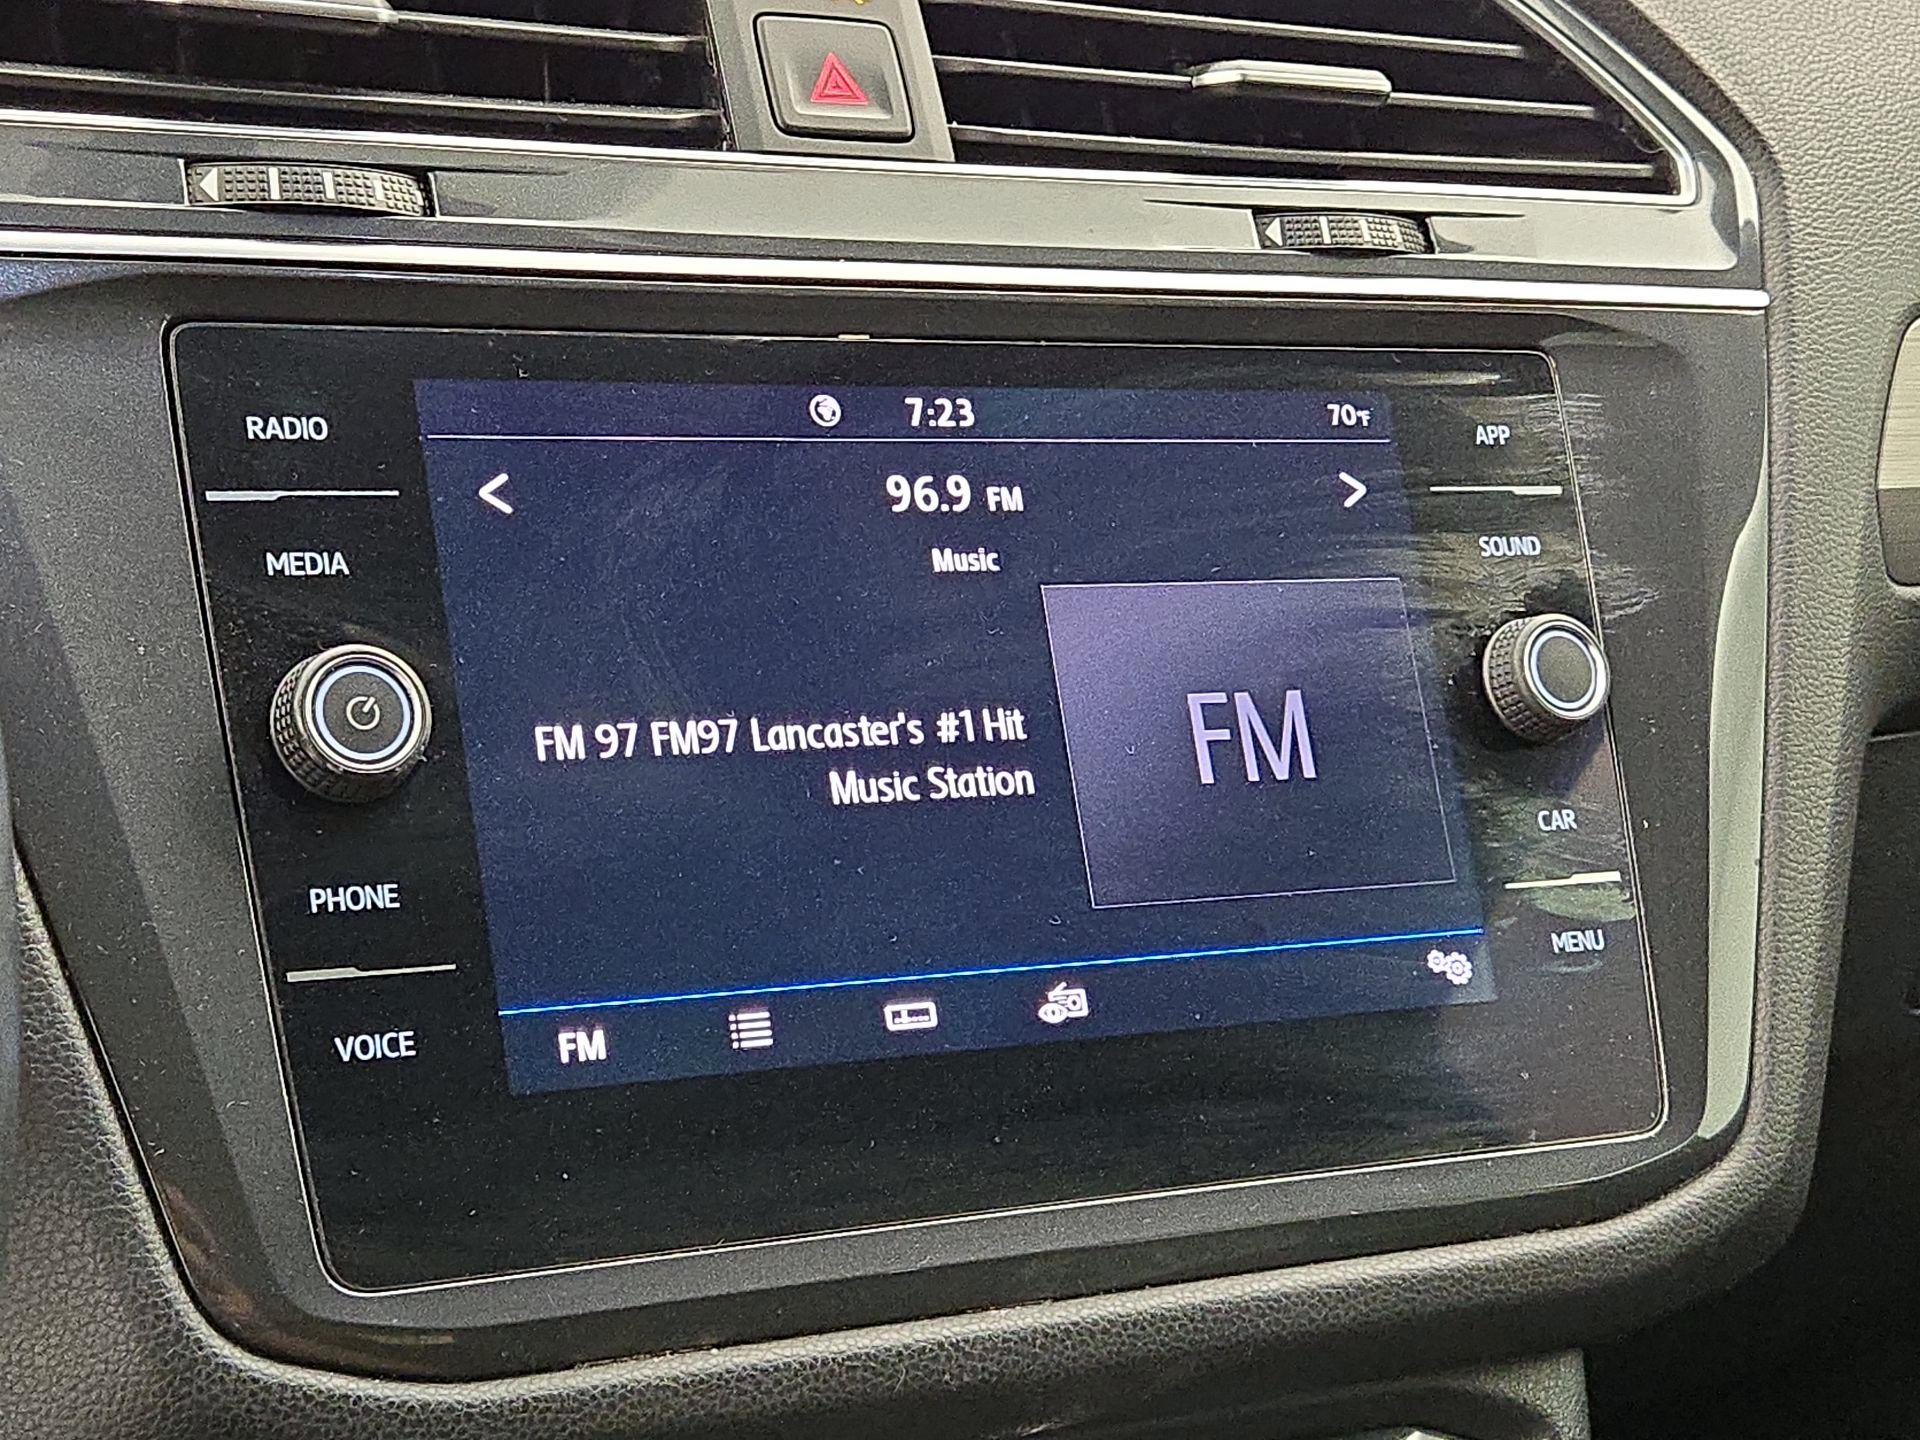 7:23
70°F
RADIO
APP
96.9 FM
MEDIA
Music
SOUND
FM 97 FM97 Lancaster's #1 Hit
Music Station
FM
CAR
PHONE
MENU
VOICE
FM